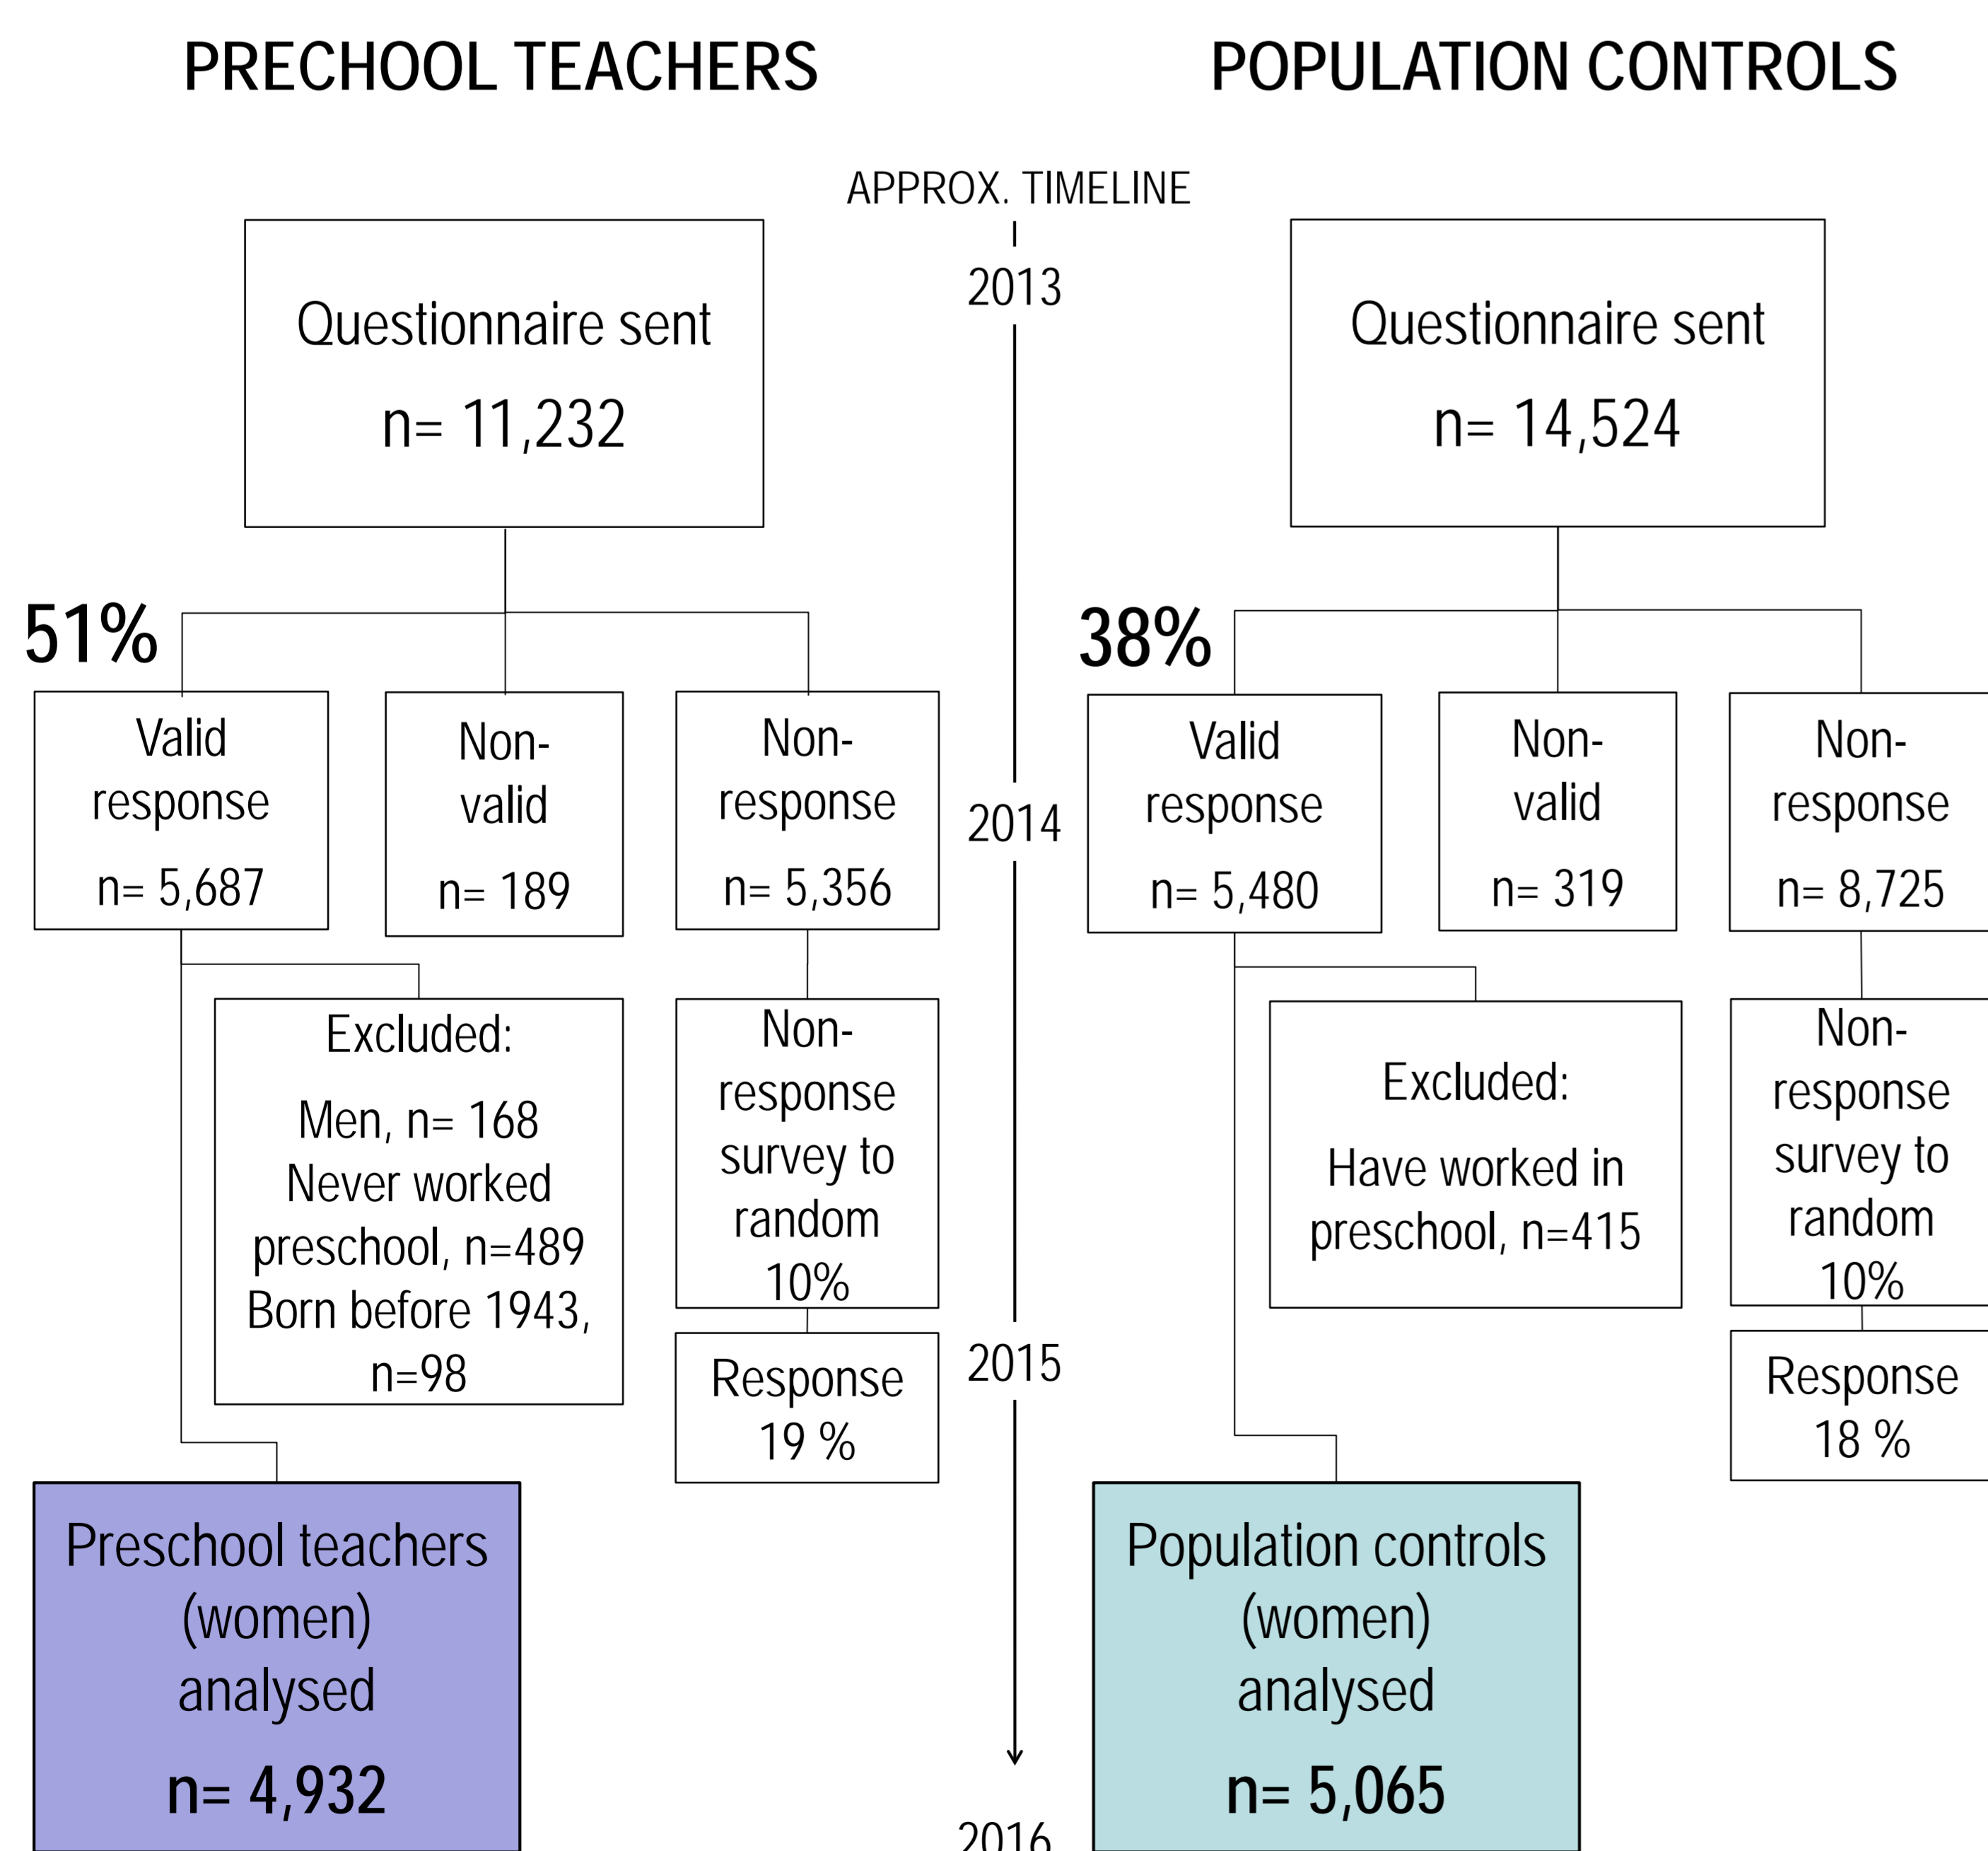 PRECHOOL TEACHERS
POPULATION CONTROLS
APPROX. TIMELINE
Questionnaire sent
n= 11,232
2013
Questionnaire sent
n= 14,524
51%
Valid
response
n= 5,687
Non-
valid
n= 189
Non-
response
n= 5,356
2014
38%
Valid
response
n= 5,480
Non-
valid
n= 319
Non-
response
n= 8,725
Excluded:
Men, n= 168
Never worked
preschool, n=489
Born before 1943,
n=98
Non-
response
survey to
random
10%
Response
19 %
2015
Excluded:
Have worked in
preschool, n=415
Non-
response
survey to
random
10%
Response
18 %
Preschool teachers
(women)
analysed
n= 4,932
2016
Population controls
(women)
analysed
n= 5,065